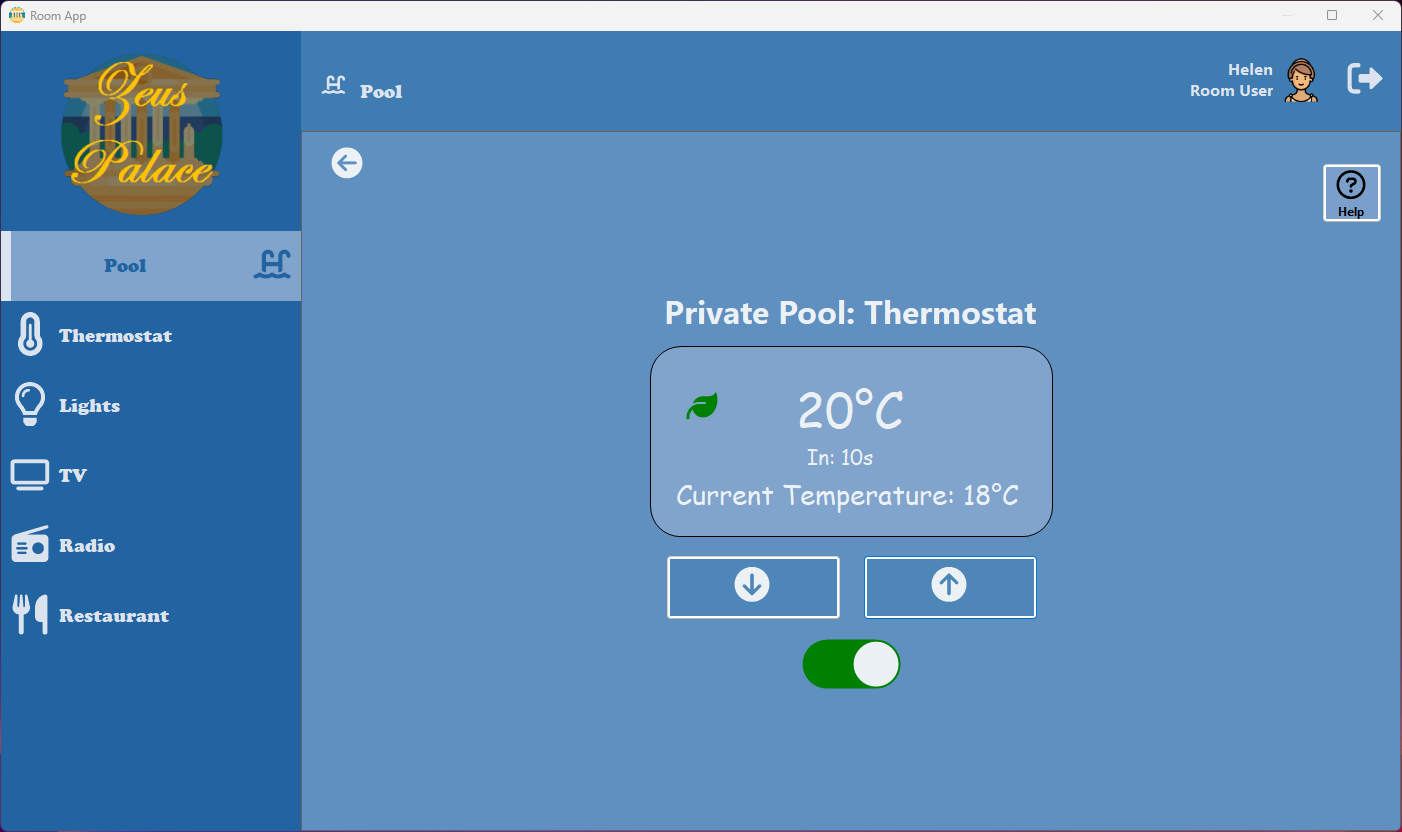 Room App
Zeus
Palace
Pool
Helen
Room User
Help
Pool
Thermostat
Lights
TV
Radio
Restaurant
Private Pool: Thermostat
20°C
In: 10s
Current Temperature: 18°C